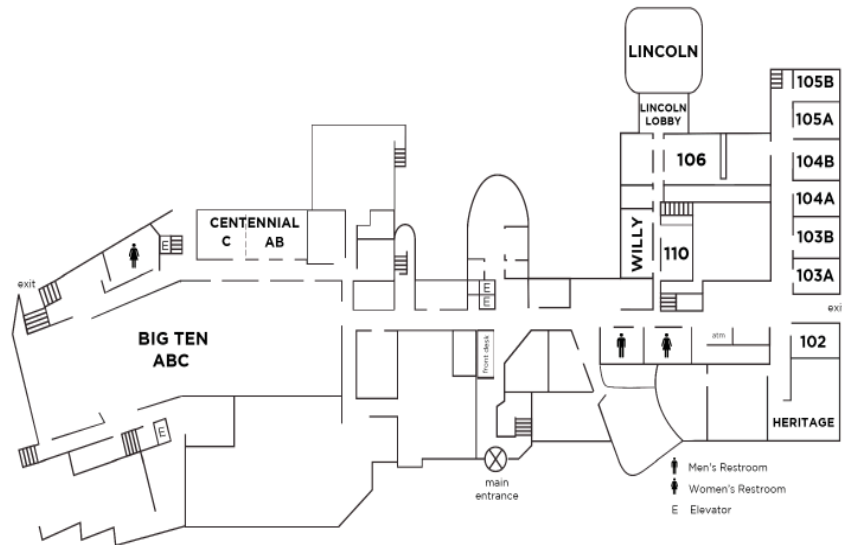 LINCOLN
LINCOLN
LOBBY
105B
105A
106
104B
104A
CENTENNIAL
C AB
WILLY
103B
110
E
103A
exit
E
E
exi
BIG TEN
ABC
front desk
atm
102
HERITAGE
E
main
entrance
Men's Restroom
Women's Restroom
E Elevator